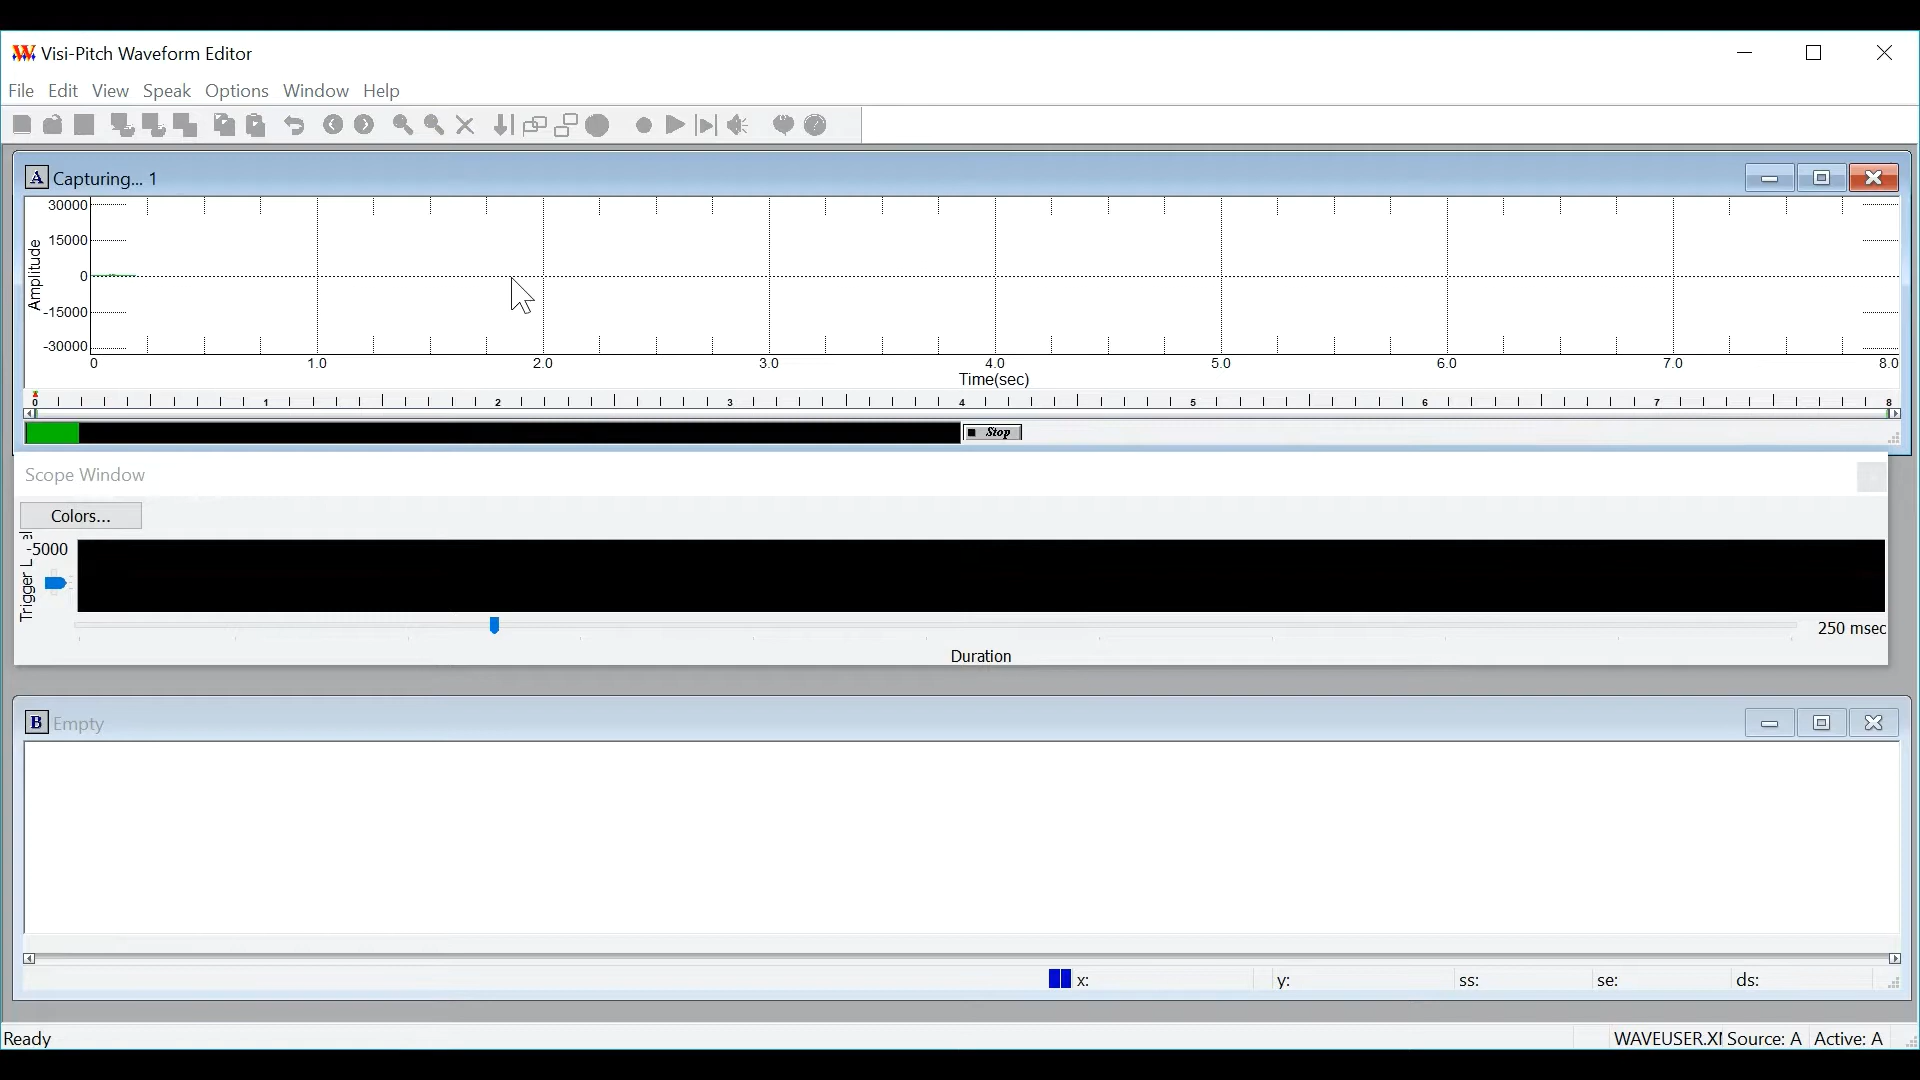 Visi-Pitch Waveform Editor
File Edit View Speak Options Window Help
A Capturing... 1
30000
15000
0
-15000
-30000
Amplitude
0 1.0 2.0 3.0 4.0 5.0 6.0 7.0 8.0
Time(sec)
0 1 2 3 4 5 6 7 8
Stop
Scope Window
Colors...
-5000
Trigger L el
250 msec
Duration
B Empty
x: y: ss: se: ds:
Ready WAVEUSER.XI Source: A Active: A